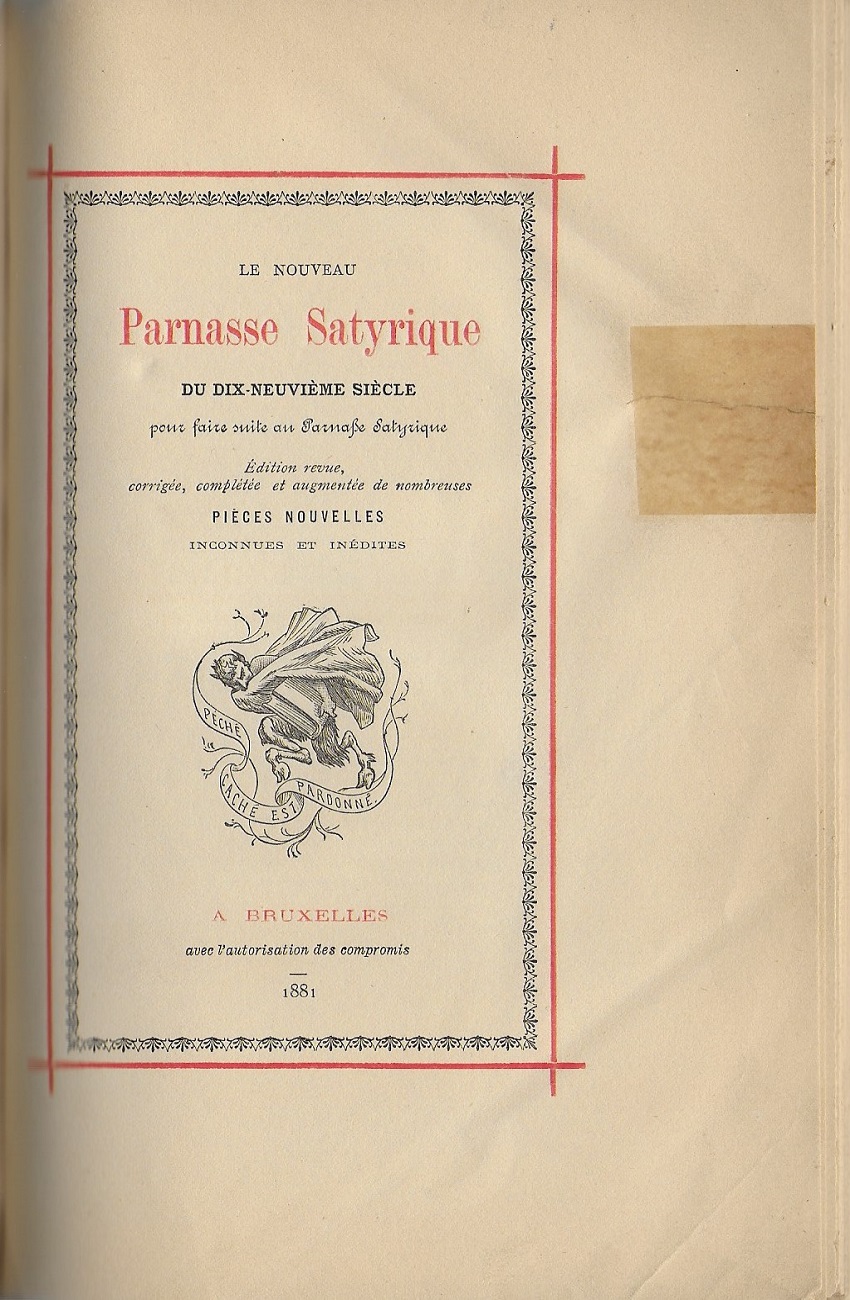 LE NOUVEAU
Parnasse Satyrique
DU DIX-NEUVIÈME SIÈCLE
pour faire suite au Parnaſse Satyrique
Édition revue,
corrigée, complétée et augmentée de nombreuses
PIÈCES NOUVELLES
INCONNUES ET INÉDITES
PÉCHÉ
CACHÉ EST
PARDONNÉ
A BRUXELLES
avec l'autorisation des compromis
1881